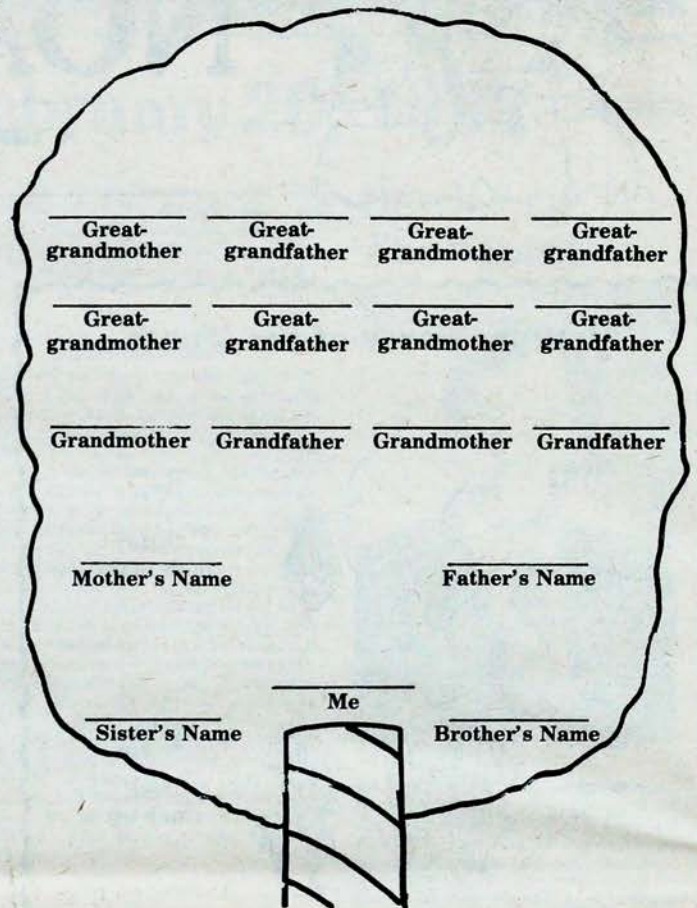 Great- Great- Great- Great-
grandmother grandfather grandmother grandfather
Great- Great- Great- Great-
grandmother grandfather grandmother grandfather
Grandmother Grandfather Grandmother Grandfather
Mother's Name Father's Name
Me
Sister's Name Brother's Name